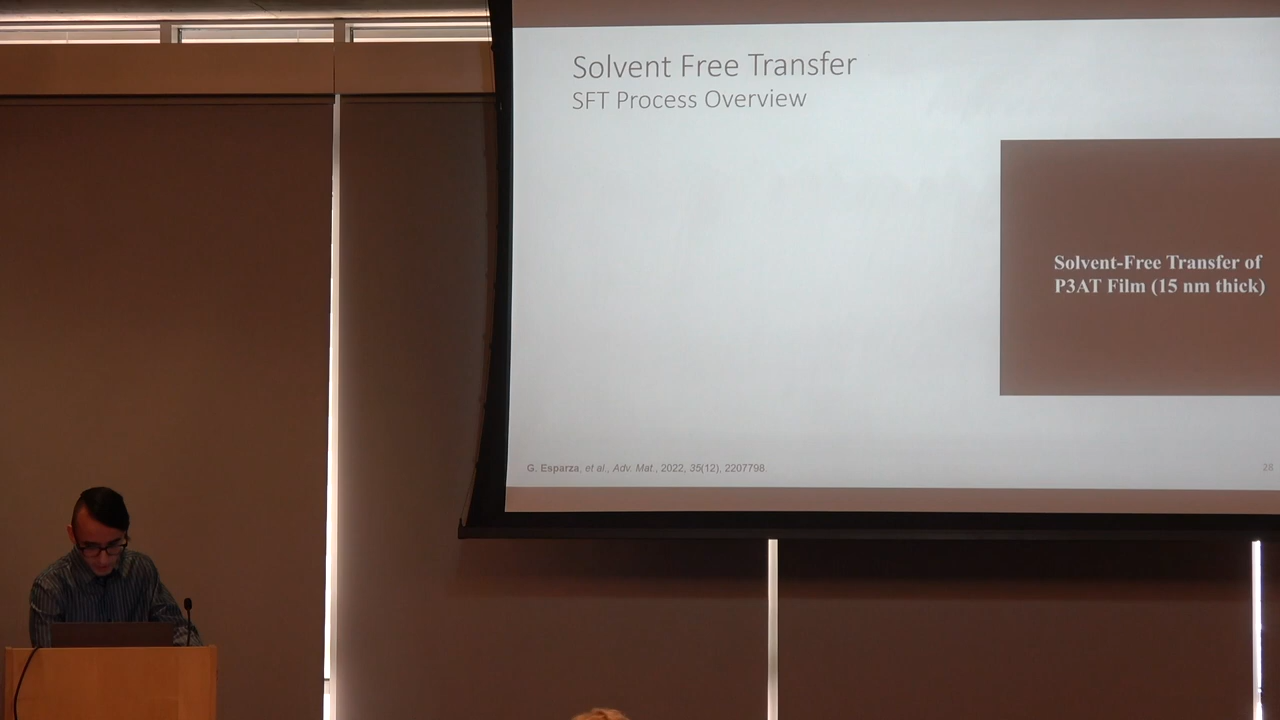 Solvent Free Transfer
SFT Process Overview
Solvent-Free Transfer of
P3AT Film (15 nm thick)
G. Esparza, et al., Adv. Mat., 2022, 35(12), 2207798.
28